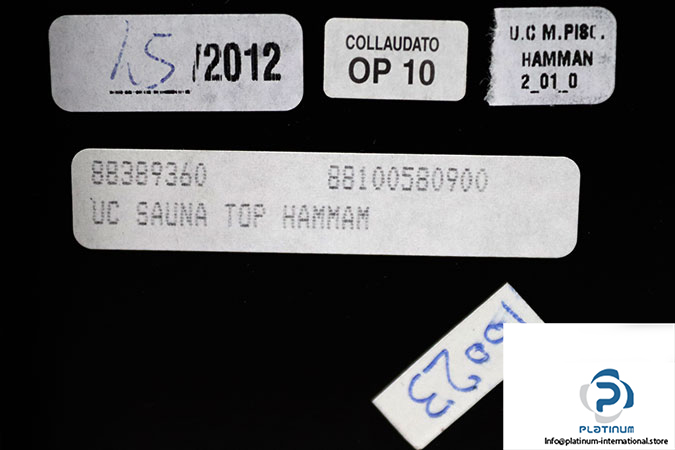 15/2012
COLLAUDATO
OP 10
U.C M.PISC.
HAMMAN
2_01_0
88389360 88100580900
UC SAUNA TOP HAMMAM
10023
PLATINUM
Info@platinum-international.store